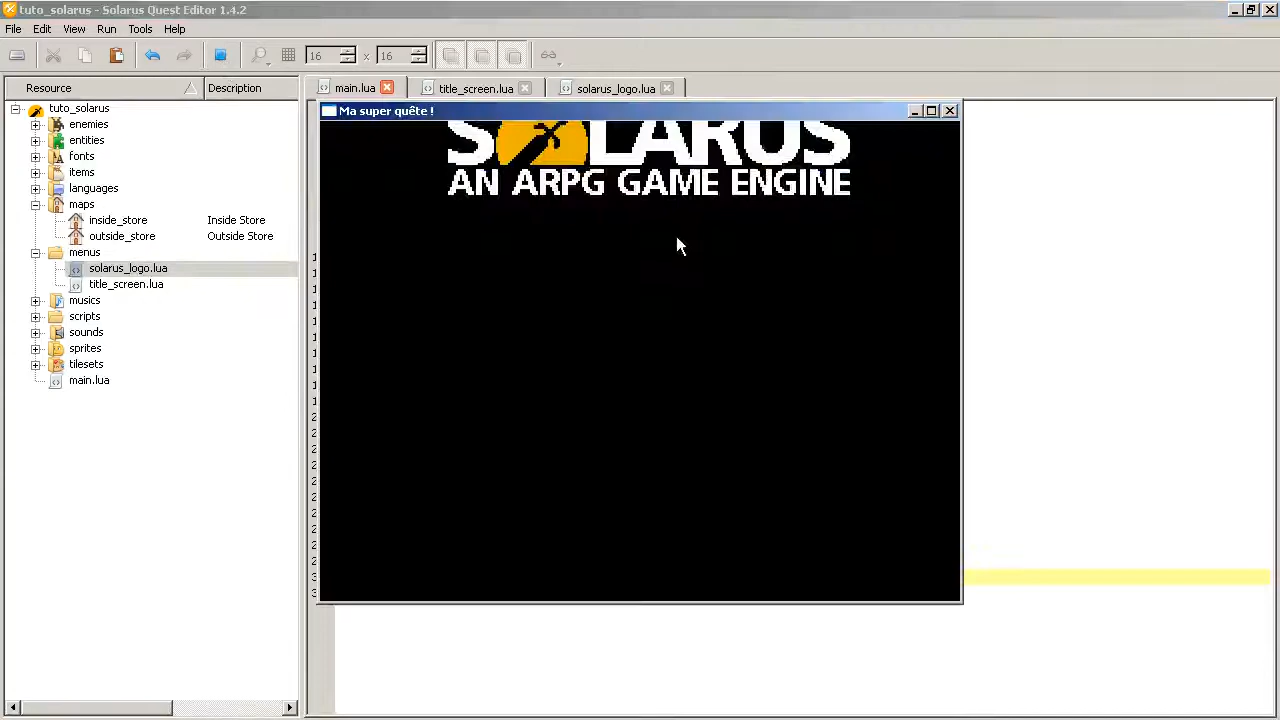 tuto_solarus - Solarus Quest Editor 1.4.2
File Edit View Run Tools Help
16 x 16
Resource Description
main.lua title_screen.lua solarus_logo.lua
tuto_solarus
enemies
entities
fonts
items
languages
maps
inside_store Inside Store
outside_store Outside Store
menus
solarus_logo.lua
title_screen.lua
musics
scripts
sounds
sprites
tilesets
main.lua
Ma super quête !
SOLARUS
AN ARPG GAME ENGINE